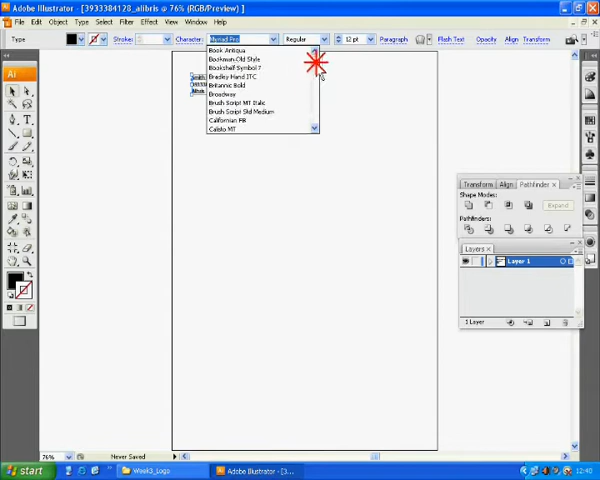 Adobe Illustrator - [3933384128_alibris @ 76% (RGB/Preview)]
File Edit Object Type Select Filter Effect View Window Help
Type Stroke: Character: Myriad Pro Regular 12 pt Paragraph Flash Text Opacity Align Transform
Book Antiqua
Bookman Old Style
Bookshelf Symbol 7
Bradley Hand ITC
Britannic Bold
Broadway
Brush Script MT Italic
Brush Script Std Medium
Californian FB
Calisto MT
Ai
Transform Align Pathfinder
Shape Modes:
Expand
Pathfinders:
Layers
Layer 1
1 Layer
76% Never Saved
start Week3_Logo Adobe Illustrator - [3... 12:40